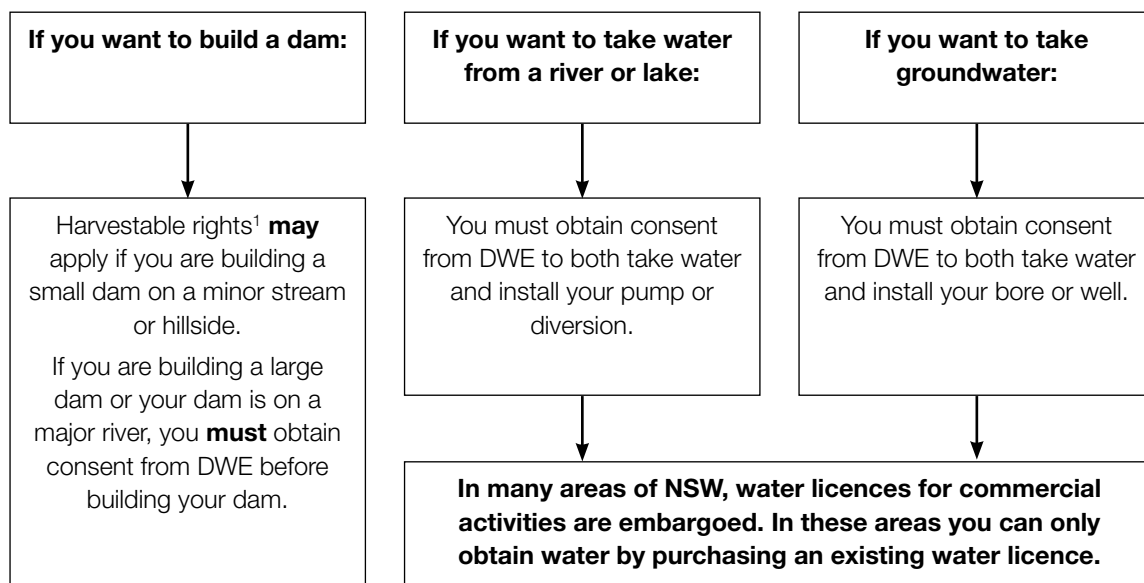 If you want to build a dam:
If you want to take water
from a river or lake:
If you want to take
groundwater:
Harvestable rights¹ may
apply if you are building a
small dam on a minor stream
or hillside.
If you are building a large
dam or your dam is on a
major river, you must obtain
consent from DWE before
building your dam.
You must obtain consent
from DWE to both take water
and install your pump or
diversion.
You must obtain consent
from DWE to both take water
and install your bore or well.
In many areas of NSW, water licences for commercial
activities are embargoed. In these areas you can only
obtain water by purchasing an existing water licence.